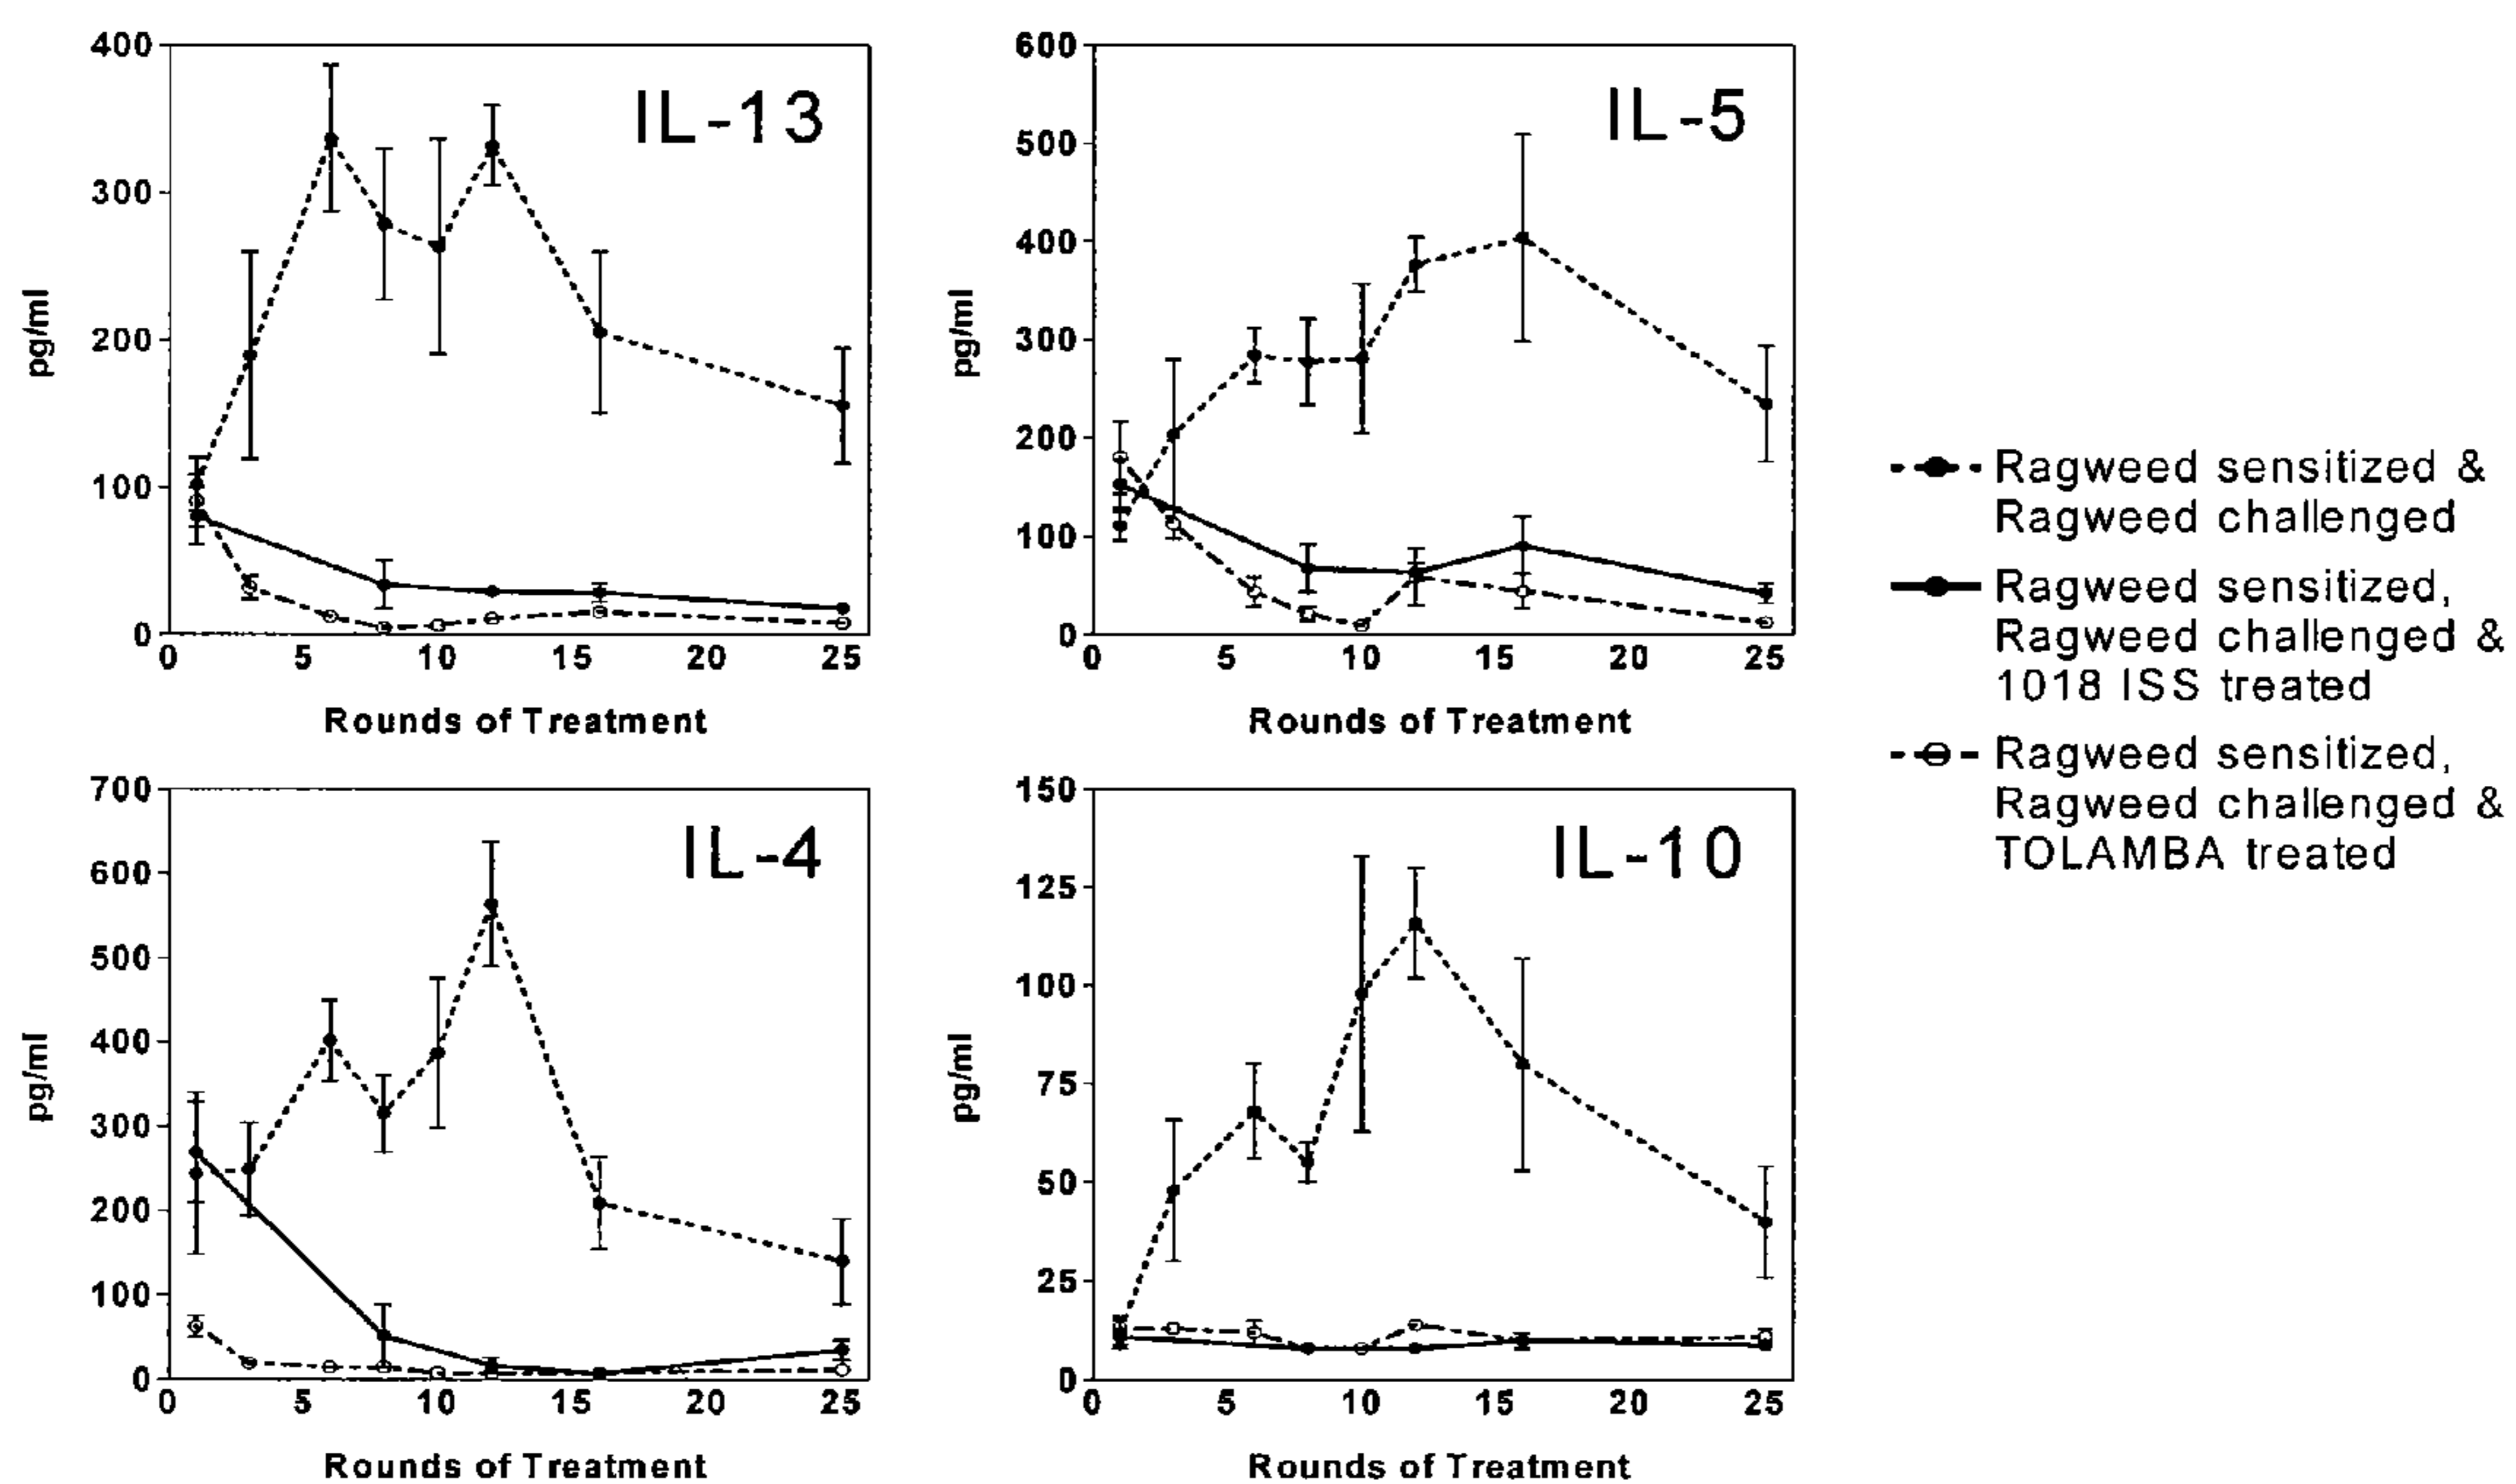 400
300
200
100
0
pg/ml
IL-13
0 5 10 15 20 25
Rounds of Treatment
600
500
400
300
200
100
0
pg/ml
IL-5
0 5 10 15 20 25
Rounds of Treatment
700
600
500
400
300
200
100
0
pg/ml
IL-4
0 5 10 15 20 25
Rounds of Treatment
150
125
100
75
50
25
0
pg/ml
IL-10
0 5 10 15 20 25
Rounds of Treatment
Ragweed sensitized &
Ragweed challenged
Ragweed sensitized,
Ragweed challenged &
1018 ISS treated
Ragweed sensitized,
Ragweed challenged &
TOLAMBA treated